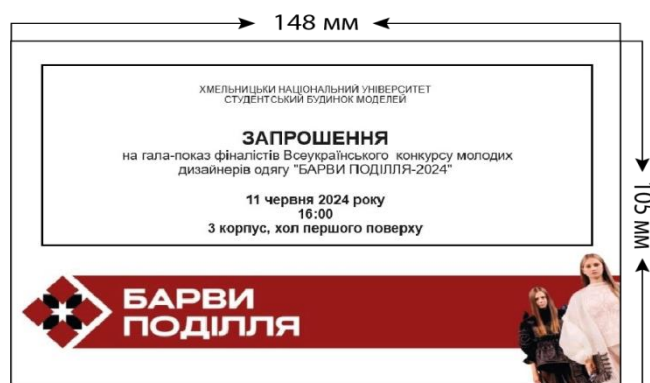 148 мм
ХМЕЛЬНИЦЬКИ НАЦІОНАЛЬНИЙ УНІВЕРСИТЕТ
СТУДЕНТСЬКИЙ БУДИНОК МОДЕЛЕЙ
ЗАПРОШЕННЯ
на гала-показ фіналістів Всеукраїнського конкурсу молодих
дизайнерів одягу "БАРВИ ПОДІЛЛЯ-2024"
11 червня 2024 року
16:00
3 корпус, хол першого поверху
105 мм
БАРВИ
ПОДІЛЛЯ